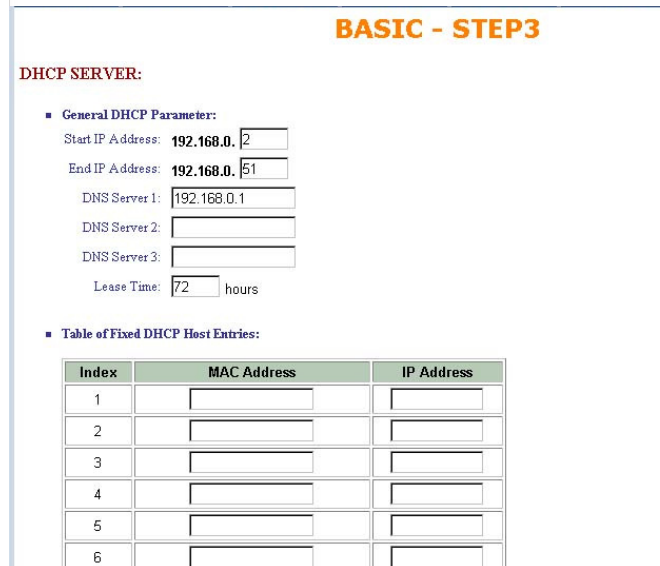 BASIC - STEP3
DHCP SERVER:
General DHCP Parameter:
Start IP Address: 192.168.0. 2
End IP Address: 192.168.0. 51
DNS Server 1: 192.168.0.1
DNS Server 2:
DNS Server 3:
Lease Time: 72 hours
Table of Fixed DHCP Host Entries:
Index MAC Address IP Address
1
2
3
4
5
6